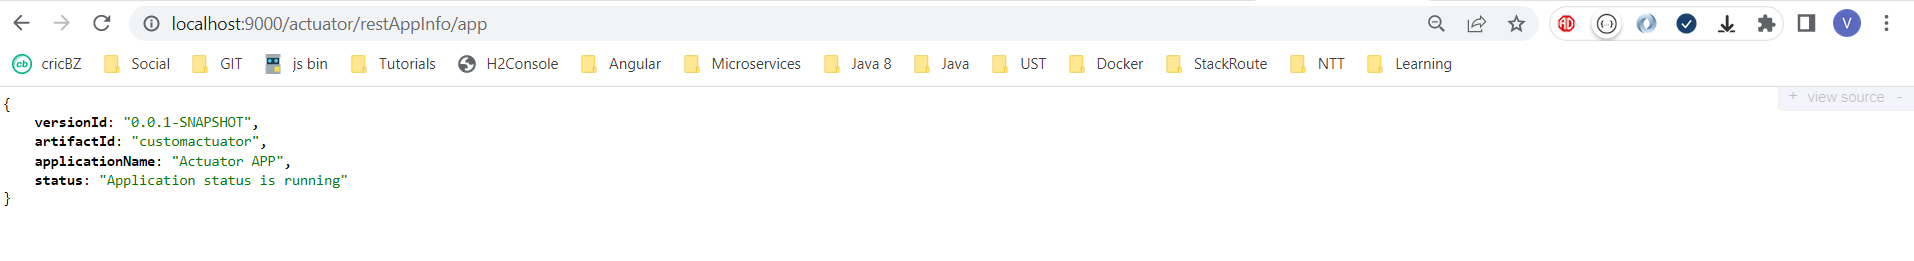 localhost:9000/actuator/restAppInfo/app
AD {···} V
cb cricBZ Social GIT js bin Tutorials H2Console Angular Microservices Java 8 Java UST Docker StackRoute NTT Learning
+ view source -
{
versionId: "0.0.1-SNAPSHOT",
artifactId: "customactuator",
applicationName: "Actuator APP",
status: "Application status is running"
}